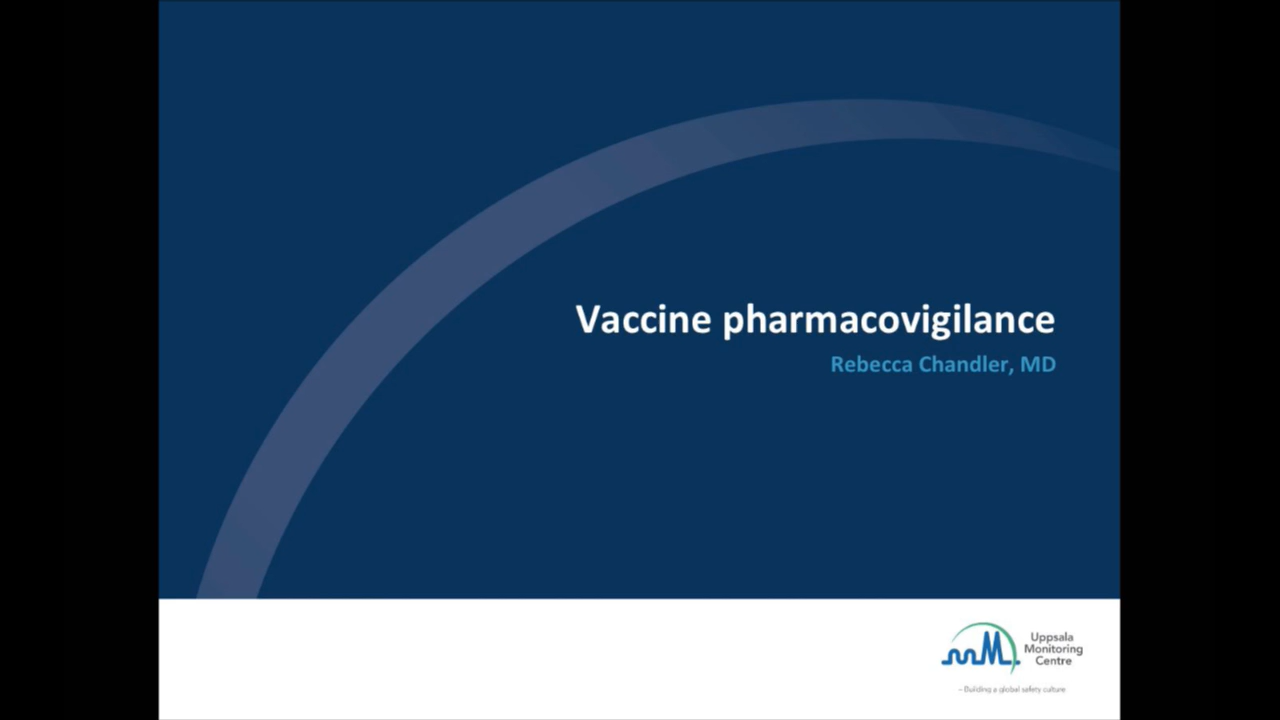 Vaccine pharmacovigilance
Rebecca Chandler, MD
Uppsala
Monitoring
Centre
– Building a global safety culture